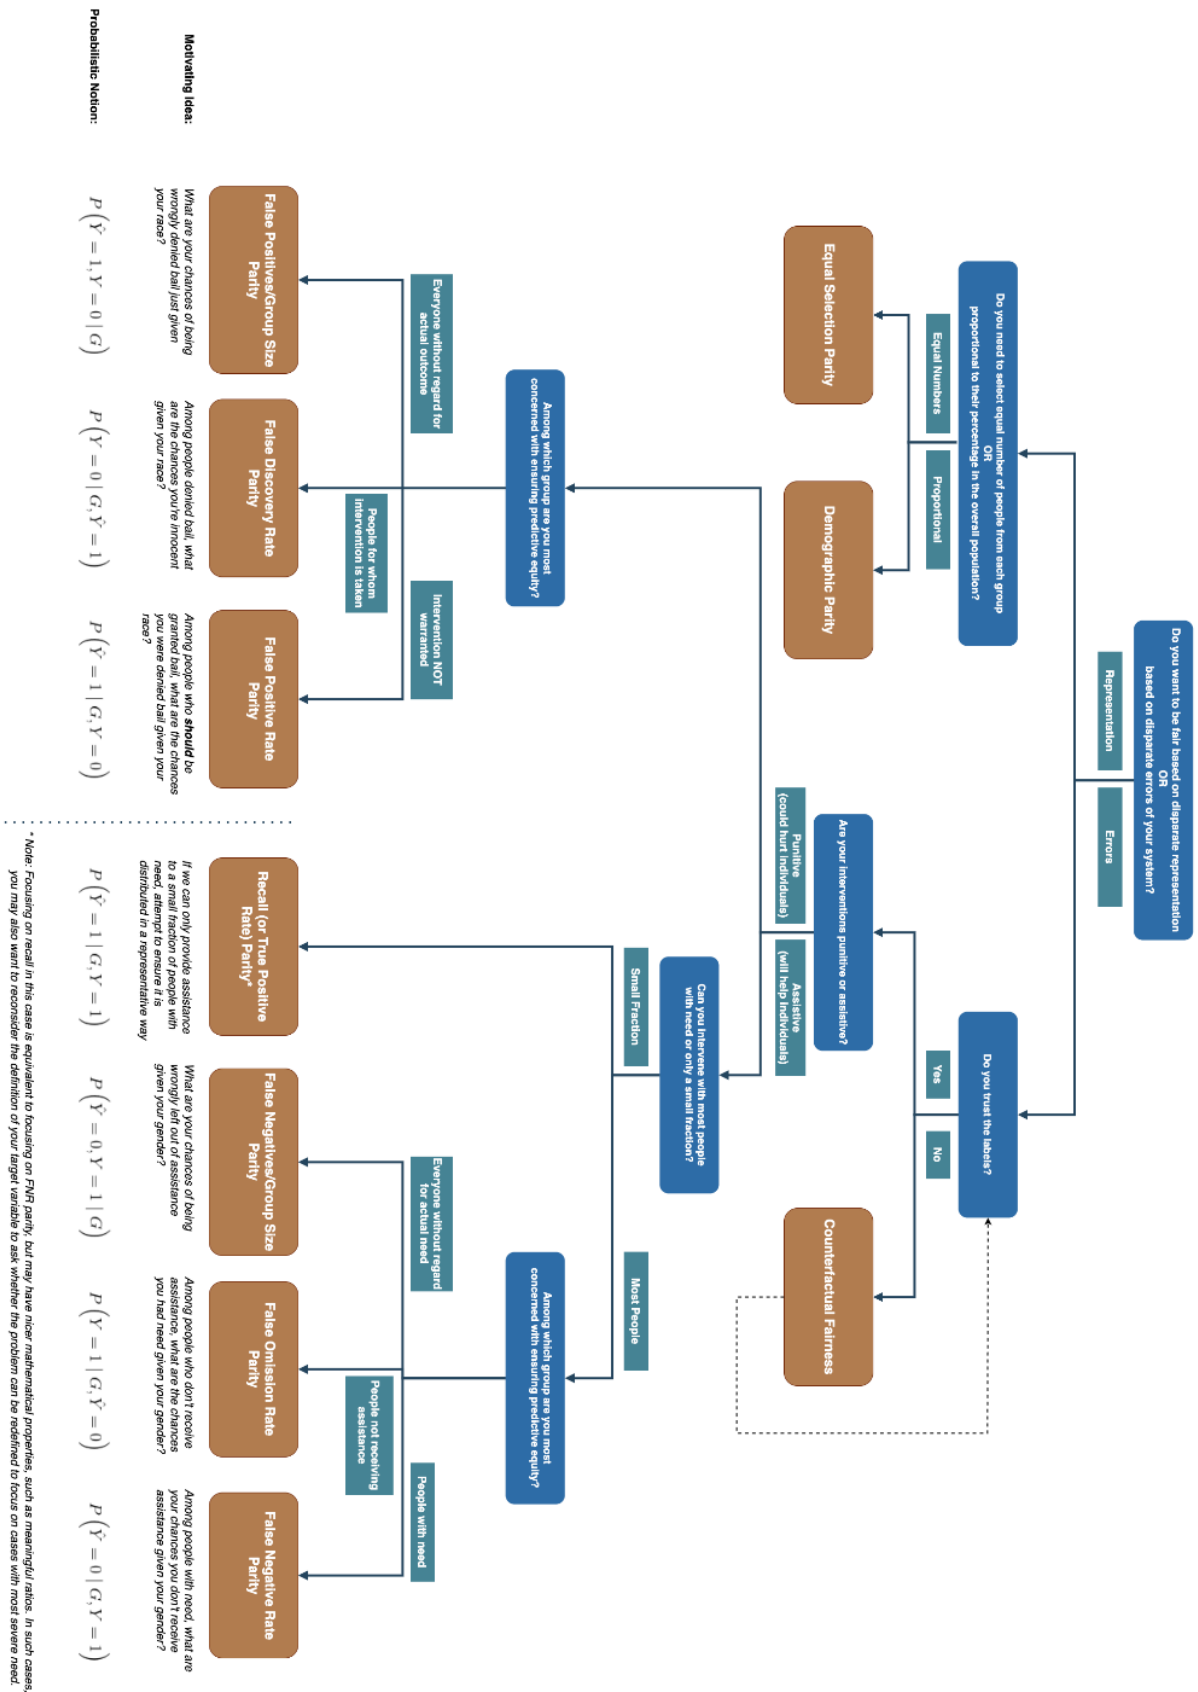 Do you want to be fair based on disparate representation
OR
based on disparate errors of your system?
Representation
Errors
Do you need to select equal number of people from each group
OR
proportional to their percentage in the overall population?
Do you trust the labels?
Equal Numbers
Proportional
Yes
No
Equal Selection Parity
Demographic Parity
Are your interventions punitive or assistive?
Counterfactual Fairness
Punitive
(could hurt individuals)
Assistive
(will help individuals)
Can you intervene with most people
with need or only a small fraction?
Small Fraction
Most People
Among which group are you most
concerned with ensuring predictive equity?
Among which group are you most
concerned with ensuring predictive equity?
Everyone without regard for
actual outcome
Intervention NOT
warranted
People for whom
intervention is taken
Everyone without regard
for actual need
People with need
People not receiving
assistance
False Positives/Group Size
Parity
False Discovery Rate
Parity
False Positive Rate
Parity
Recall (or True Positive
Rate) Parity*
False Negatives/Group Size
Parity
False Omission Rate
Parity
False Negative Rate
Parity
Motivating Idea:
What are your chances of being
wrongly denied bail just given
your race?
Among people denied bail, what
are the chances you're innocent
given your race?
Among people who should be
granted bail, what are the chances
you were denied bail given your
race?
If we can only provide assistance
to a small fraction of people with
need, attempt to ensure it is
distributed in a representative way
What are your chances of being
wrongly left out of assistance
given your gender?
Among people who don't receive
assistance, what are the chances
you had need given your gender?
Among people with need, what are
your chances you don't receive
assistance given your gender?
Probabilistic Notion:
P(Ŷ = 1, Y = 0 | G)
P(Y = 0 | G, Ŷ = 1)
P(Ŷ = 1 | G, Y = 0)
P(Ŷ = 1 | G, Y = 1)
P(Ŷ = 0, Y = 1 | G)
P(Y = 1 | G, Ŷ = 0)
P(Ŷ = 0 | G, Y = 1)
* Note: Focusing on recall in this case is equivalent to focusing on FNR parity, but may have nicer mathematical properties, such as meaningful ratios. In such cases,
you may also want to reconsider the definition of your target variable to ask whether the problem can be redefined to focus on cases with most severe need.